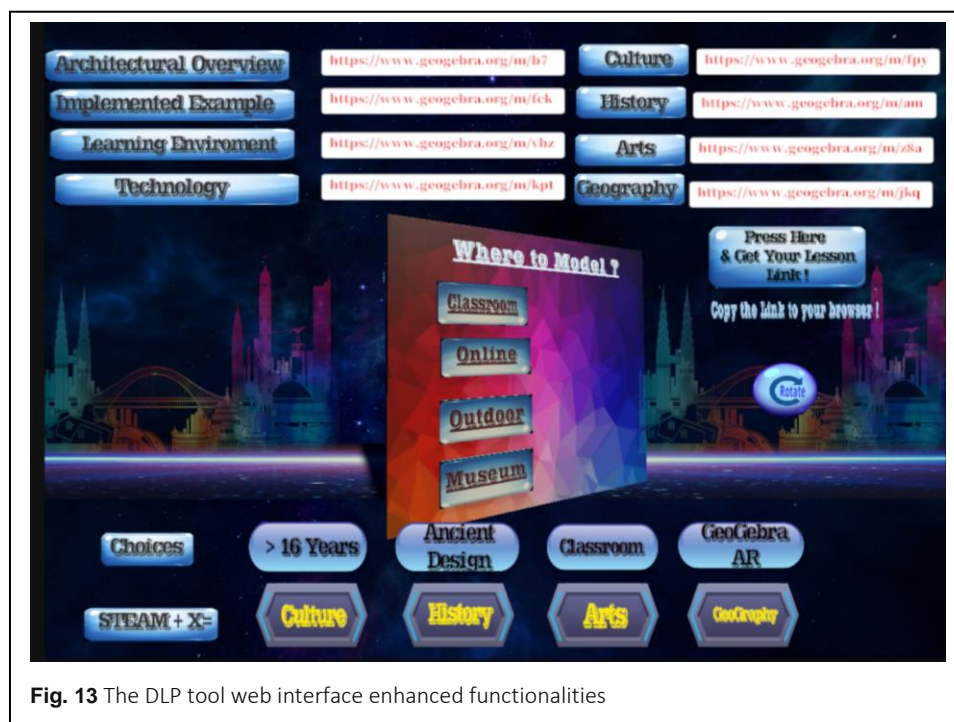 Architectural Overview
https://www.geogebra.org/m/b7
Culture
https://www.geogebra.org/m/fpy
Implemented Example
https://www.geogebra.org/m/fck
History
https://www.geogebra.org/m/am
Learning Enviroment
https://www.geogebra.org/m/vhz
Arts
https://www.geogebra.org/m/z8a
Technology
https://www.geogebra.org/m/kpt
Geography
https://www.geogebra.org/m/jkq
Where to Model ?
Classroom
Online
Outdoor
Museum
Press Here
& Get Your Lesson
Link !
Copy the Link to your browser !
Rotate
Choices
> 16 Years
Ancient
Design
Classroom
GeoGebra
AR
STEAM + X=
Culture
History
Arts
GeoGraphy
Fig. 13 The DLP tool web interface enhanced functionalities